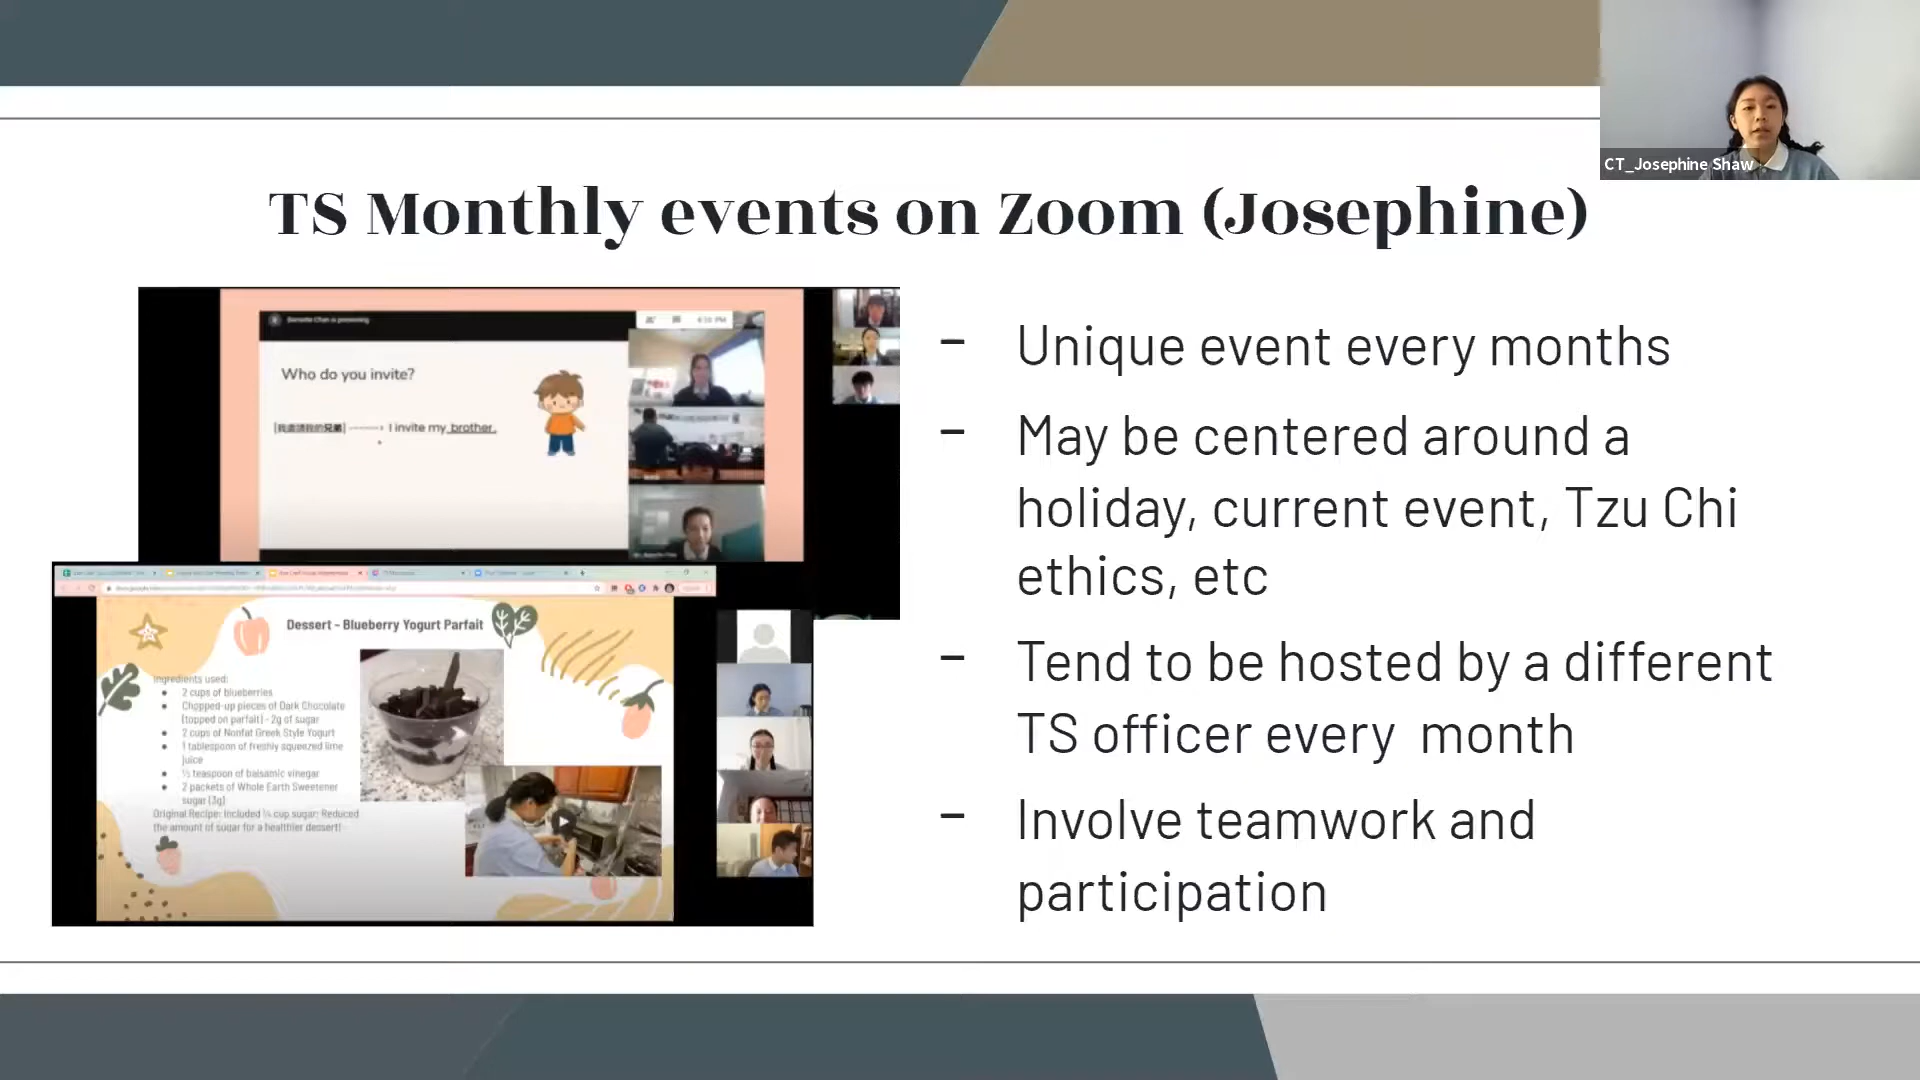 CT_Josephine Shaw
TS Monthly events on Zoom (Josephine)
Who do you invite?
I invite my brother.
Dessert - Blueberry Yogurt Parfait
Ingredients used:
2 cups of blueberries
Chopped-up pieces of Dark Chocolate
(topped on parfait) - 2g of sugar
2 cups of Nonfat Greek Style Yogurt
1 tablespoon of freshly squeezed lime
juice
½ teaspoon of balsamic vinegar
2 packets of Whole Earth Sweetener
sugar (3g)
Original Recipe: Included ¼ cup sugar; Reduced
the amount of sugar for a healthier dessert!
- Unique event every months
- May be centered around a
holiday, current event, Tzu Chi
ethics, etc
- Tend to be hosted by a different
TS officer every month
- Involve teamwork and
participation